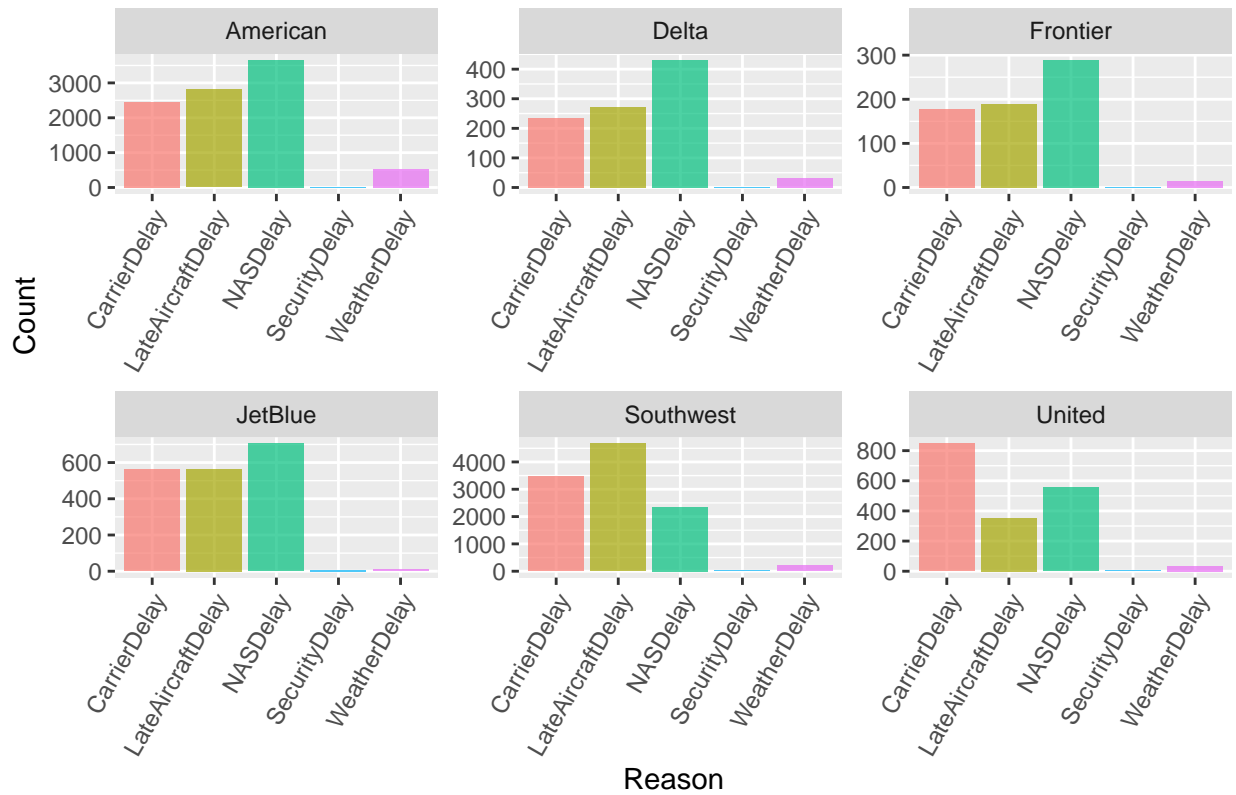 American
Delta
Frontier
3000
2000
1000
0
400
300
200
100
0
300
200
100
0
CarrierDelay
LateAircraftDelay
NASDelay
SecurityDelay
WeatherDelay
CarrierDelay
LateAircraftDelay
NASDelay
SecurityDelay
WeatherDelay
CarrierDelay
LateAircraftDelay
NASDelay
SecurityDelay
WeatherDelay
Count
JetBlue
Southwest
United
600
400
200
0
4000
3000
2000
1000
0
800
600
400
200
0
CarrierDelay
LateAircraftDelay
NASDelay
SecurityDelay
WeatherDelay
CarrierDelay
LateAircraftDelay
NASDelay
SecurityDelay
WeatherDelay
CarrierDelay
LateAircraftDelay
NASDelay
SecurityDelay
WeatherDelay
Reason